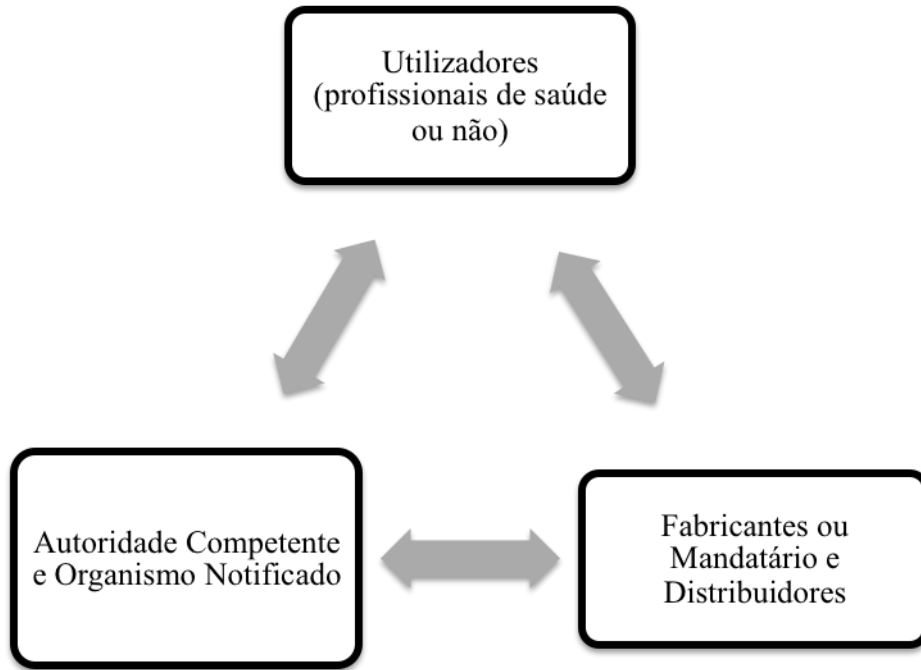 Utilizadores
(profissionais de saúde
ou não)
Autoridade Competente
e Organismo Notificado
Fabricantes ou
Mandatário e
Distribuidores